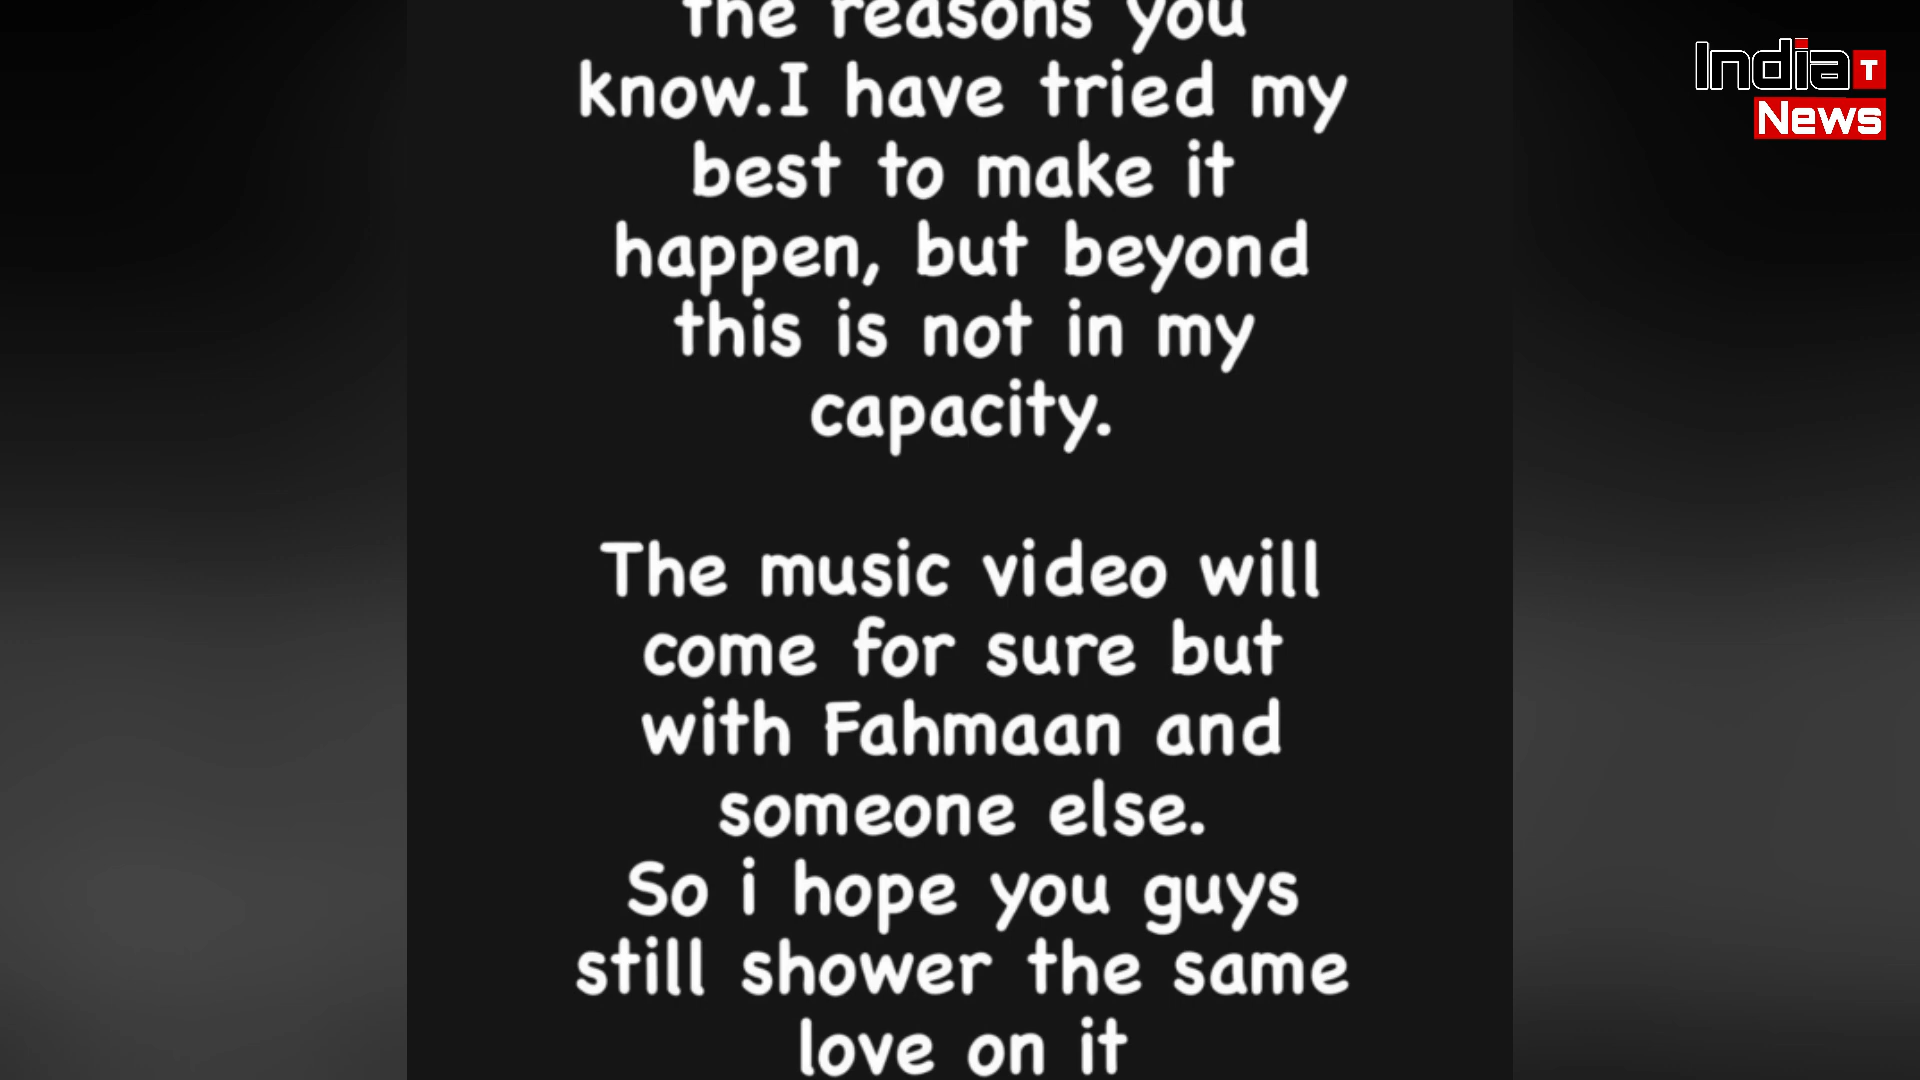 the reasons you
know.I have tried my
best to make it
happen, but beyond
this is not in my
capacity.
The music video will
come for sure but
with Fahmaan and
someone else.
So i hope you guys
still shower the same
love on it
India T
News